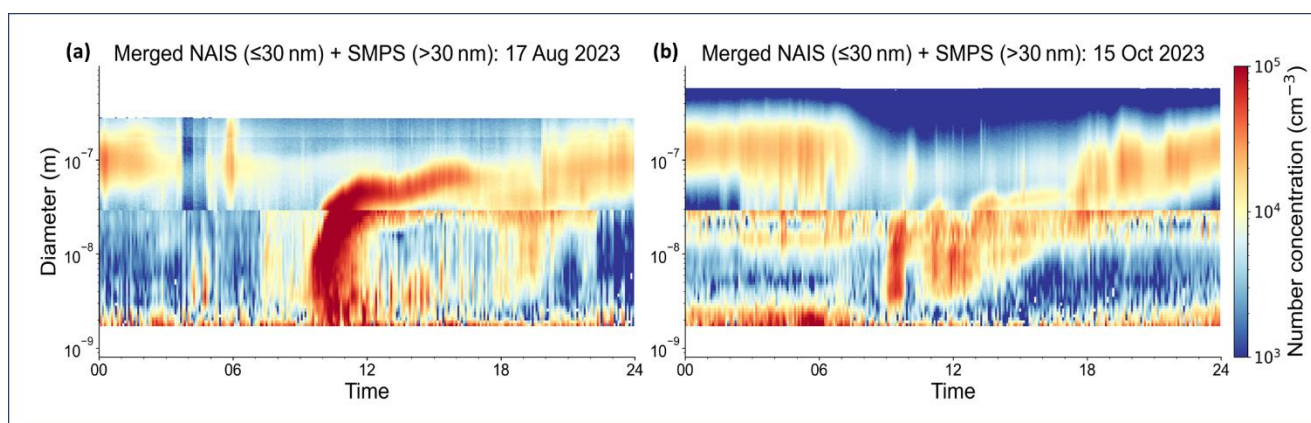 (a) Merged NAIS (≤30 nm) + SMPS (>30 nm): 17 Aug 2023
Diameter (m)
10⁻⁷
10⁻⁸
10⁻⁹
00 06 12 18 24
Time
(b) Merged NAIS (≤30 nm) + SMPS (>30 nm): 15 Oct 2023
10⁻⁷
10⁻⁸
10⁻⁹
00 06 12 18 24
Time
10⁵
10⁴
10³
Number concentration (cm⁻³)